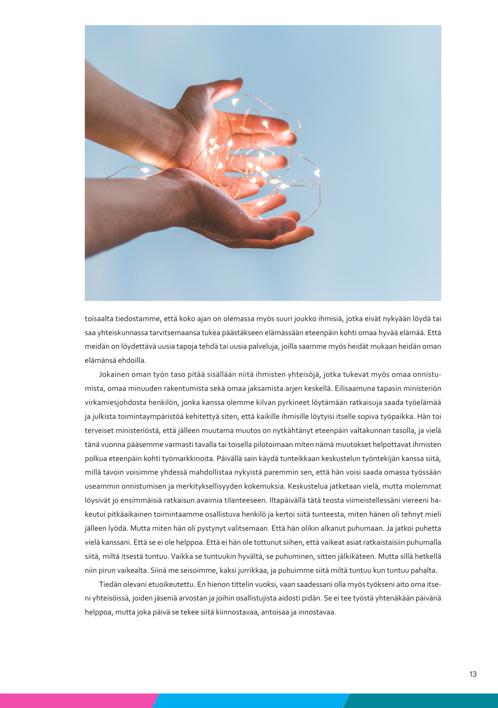 toisaalta tiedostamme, että koko ajan on olemassa myös suuri joukko ihmisiä, jotka eivät nykyään löydä tai
saa yhteiskunnassa tarvitsemaansa tukea päästäkseen elämässään eteenpäin kohti omaa hyvää elämää. Että
meidän on löydettävä uusia tapoja tehdä tai uusia palveluja, joilla saamme myös heidät mukaan heidän oman
elämänsä ehdoilla.
Jokainen oman työn taso pitää sisällään niitä ihmisten yhteisöjä, jotka tukevat myös omaa onnistu-
mista, omaa minuuden rakentumista sekä omaa jaksamista arjen keskellä. Eilisaamuna tapasin ministeriön
virkamiesjohdosta henkilön, jonka kanssa olemme kilvan pyrkineet löytämään ratkaisuja saada työelämää
ja julkista toimintaympäristöä kehitettyä siten, että kaikille ihmisille löytyisi itselle sopiva työpaikka. Hän toi
terveiset ministeriöstä, että jälleen muutama muutos on nytkähtänyt eteenpäin valtakunnan tasolla, ja vielä
tänä vuonna pääsemme varmasti tavalla tai toisella pilotoimaan miten nämä muutokset helpottavat ihmisten
polkua eteenpäin kohti työmarkkinoita. Päivällä sain käydä tunteikkaan keskustelun työntekijän kanssa siitä,
millä tavoin voisimme yhdessä mahdollistaa nykyistä paremmin sen, että hän voisi saada omassa työssään
useammin onnistumisen ja merkityksellisyyden kokemuksia. Keskustelua jatketaan vielä, mutta molemmat
löysivät jo ensimmäisiä ratkaisun avaimia tilanteeseen. Iltapäivällä tätä teosta viimeistellessäni viereeni ha-
keutui pitkäaikainen toimintaamme osallistuva henkilö ja kertoi siitä tunteesta, miten hänen oli tehnyt mieli
jälleen lyödä. Mutta miten hän oli pystynyt valitsemaan. Että hän olikin alkanut puhumaan. Ja jatkoi puhetta
vielä kanssani. Että se ei ole helppoa. Että ei hän ole tottunut siihen, että vaikeat asiat ratkaistaisiin puhumalla
siitä, miltä itsestä tuntuu. Vaikka se tuntuukin hyvältä, se puhuminen, sitten jälkikäteen. Mutta sillä hetkellä
niin pirun vaikealta. Siinä me seisoimme, kaksi jurrikkaa, ja puhuimme siitä miltä tuntuu kun tuntuu pahalta.
Tiedän olevani etuoikeutettu. En hienon tittelin vuoksi, vaan saadessani olla myös työkseni aito oma itse-
ni yhteisöissä, joiden jäseniä arvostan ja joihin osallistujista aidosti pidän. Se ei tee työstä yhtenäkään päivänä
helppoa, mutta joka päivä se tekee siitä kiinnostavaa, antoisaa ja innostavaa.
13